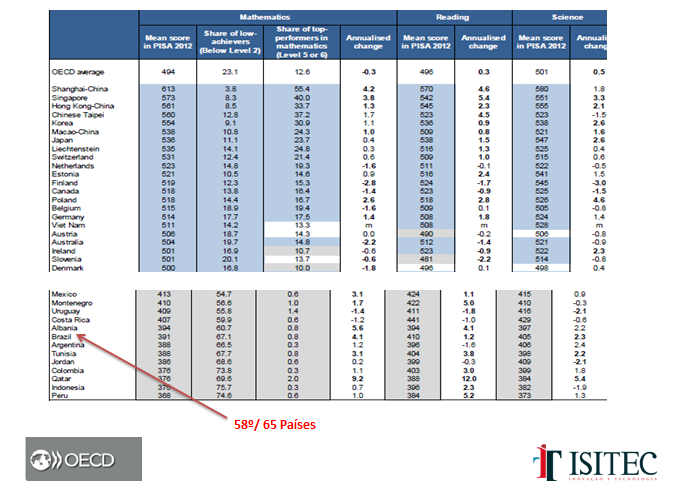 Mathematics Reading Science
Mean score in PISA 2012
Share of low-achievers in mathematics (Below Level 2)
Share of top-performers in mathematics (Level 5 or 6)
Annualised change
Mean score in PISA 2012
Annualised change
Mean score in PISA 2012
OECD average 494 23.1 12.6 -0.3 496 0.3 501 0.5
Shanghai-China 613 3.8 55.4 4.2 570 4.6 580 1.8
Singapore 573 8.3 40.0 3.8 542 5.4 551 3.3
Hong Kong-China 561 8.5 33.7 1.3 545 2.3 555 2.1
Chinese Taipei 560 12.8 37.2 1.7 523 4.5 523 -1.5
Korea 554 9.1 30.9 1.1 536 0.9 538 2.6
Macao-China 538 10.8 24.3 1.0 509 0.8 521 1.6
Japan 536 11.1 23.7 0.4 538 1.5 547 2.6
Liechtenstein 535 14.1 24.8 0.3 516 1.3 525 0.4
Switzerland 531 12.4 21.4 0.6 509 1.0 515 0.6
Netherlands 523 14.8 19.3 -1.6 511 -0.1 522 -0.5
Estonia 521 10.5 14.6 0.9 516 2.4 541 1.5
Finland 519 12.3 15.3 -2.8 524 -1.7 545 -3.0
Canada 518 13.8 16.4 -1.4 523 -0.9 525 -1.5
Poland 518 14.4 16.7 2.6 518 2.8 526 4.6
Belgium 515 18.9 19.4 -1.6 509 0.1 505 -0.8
Germany 514 17.7 17.5 1.4 508 1.8 524 1.4
Viet Nam 511 14.2 13.3 m 508 m 528 m
Austria 506 18.7 14.3 0.0 490 -0.2 506 -0.8
Australia 504 19.7 14.8 -2.2 512 -1.4 521 -0.9
Ireland 501 16.9 10.7 -0.6 523 -0.9 522 2.3
Slovenia 501 20.1 13.7 -0.6 481 -2.2 514 -0.8
Denmark 500 16.8 10.0 -1.8 496 0.1 498 0.4
Mexico 413 54.7 0.6 3.1 424 1.1 415 0.9
Montenegro 410 56.6 1.0 1.7 422 5.0 410 -0.3
Uruguay 409 55.8 1.4 -1.4 411 -1.8 416 -2.1
Costa Rica 407 59.9 0.6 -1.2 441 -1.0 429 -0.6
Albania 394 60.7 0.8 5.6 394 4.1 397 2.2
Brazil 391 67.1 0.8 4.1 410 1.2 405 2.3
Argentina 388 66.5 0.3 1.2 396 -1.6 406 2.4
Tunisia 388 67.7 0.8 3.1 404 3.8 398 2.2
Jordan 386 68.6 0.6 0.2 399 -0.3 409 -2.1
Colombia 376 73.8 0.3 1.1 403 3.0 399 1.8
Qatar 376 69.6 2.0 9.2 388 12.0 384 5.4
Indonesia 375 75.7 0.3 0.7 396 2.3 382 -1.9
Peru 368 74.6 0.6 1.0 384 5.2 373 1.3
58º/ 65 Países
OECD
ISITEC
INOVAÇÃO E TECNOLOGIA